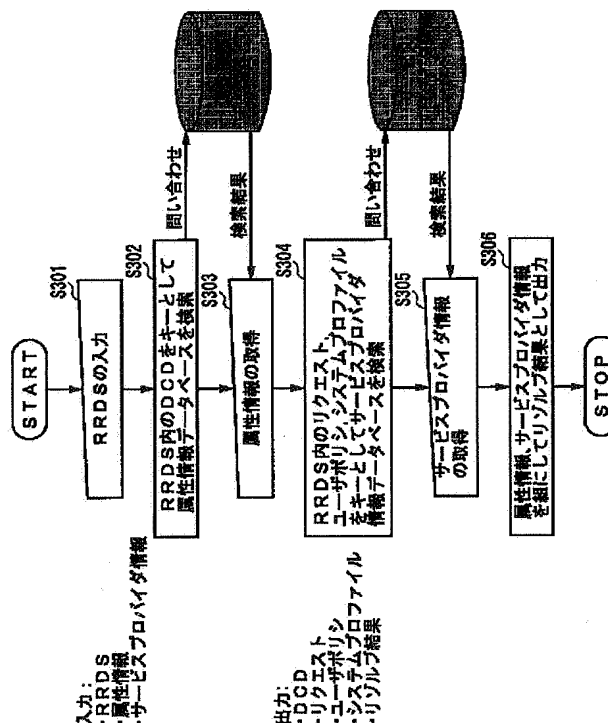 START
S301
RRDSの入力
S302
RRDS内のDCDをキーとして
属性情報データベースを検索
問い合わせ
検索結果
S303
属性情報の取得
S304
RRDS内のリクエスト、
ユーザポリシ、システムプロファイル
をキーとしてサービスプロバイダ
情報データベースを検索
問い合わせ
検索結果
S305
サービスプロバイダ情報
の取得
S306
属性情報、サービスプロバイダ情報
を組にしてリゾルブ結果として出力
STOP
入力:
・RRDS
・属性情報
・サービスプロバイダ情報
出力:
・DCD
・リクエスト
・ユーザポリシ
・システムプロファイル
・リゾルブ結果